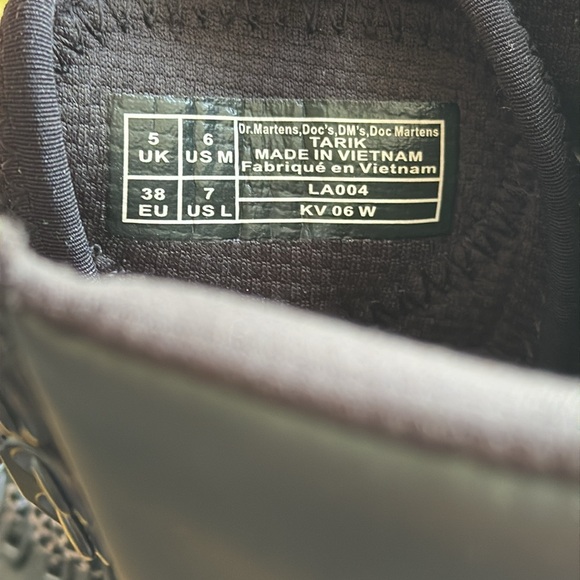 5 UK
6 US M
38 EU
7 US L
Dr.Martens,Doc's,DM's,Doc Martens
TARIK
MADE IN VIETNAM
Fabriqué en Vietnam
LA004
KV 06 W